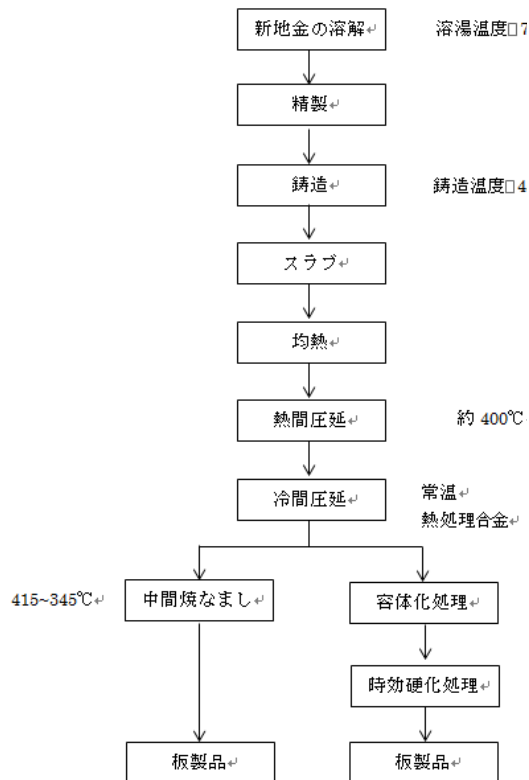 新地金の溶解↵
溶湯温度□7
精製↵
鋳造↵
鋳造温度□4
スラブ↵
均熱↵
熱間圧延↵
約 400℃
冷間圧延↵
常温↵
熱処理合金↵
415~345℃↵
中間焼なまし↵
容体化処理↵
時効硬化処理↵
板製品↵
板製品↵